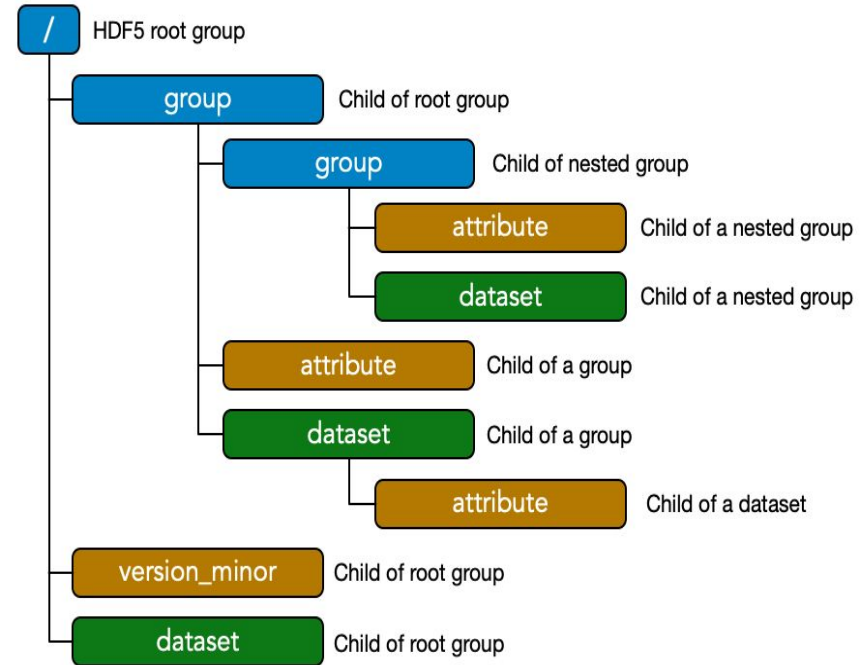 / HDF5 root group
group Child of root group
group Child of nested group
attribute Child of a nested group
dataset Child of a nested group
attribute Child of a group
dataset Child of a group
attribute Child of a dataset
version_minor Child of root group
dataset Child of root group